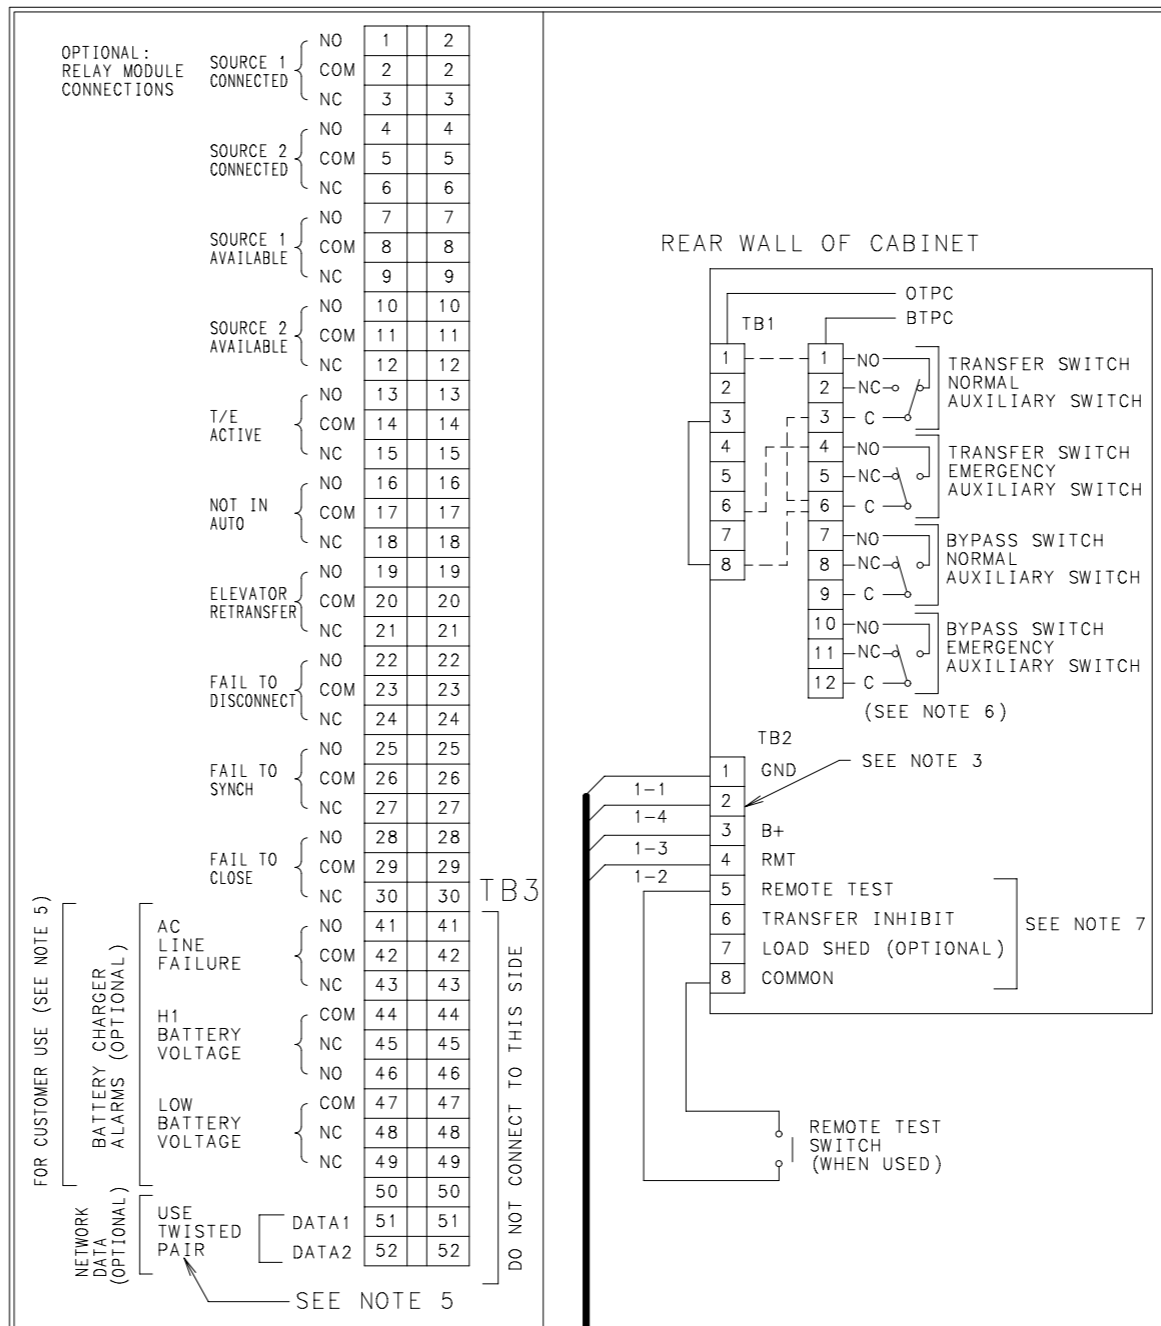 OPTIONAL:
RELAY MODULE
CONNECTIONS
SOURCE 1
CONNECTED
NO 1 2
COM 2 2
NC 3 3
SOURCE 2
CONNECTED
NO 4 4
COM 5 5
NC 6 6
SOURCE 1
AVAILABLE
NO 7 7
COM 8 8
NC 9 9
SOURCE 2
AVAILABLE
NO 10 10
COM 11 11
NC 12 12
T/E
ACTIVE
NO 13 13
COM 14 14
NC 15 15
NOT IN
AUTO
NO 16 16
COM 17 17
NC 18 18
ELEVATOR
RETRANSFER
NO 19 19
COM 20 20
NC 21 21
FAIL TO
DISCONNECT
NO 22 22
COM 23 23
NC 24 24
FAIL TO
SYNCH
NO 25 25
COM 26 26
NC 27 27
FAIL TO
CLOSE
NO 28 28
COM 29 29
NC 30 30
TB3
FOR CUSTOMER USE (SEE NOTE 5)
BATTERY CHARGER
ALARMS (OPTIONAL)
AC
LINE
FAILURE
NO 41 41
COM 42 42
NC 43 43
H1
BATTERY
VOLTAGE
COM 44 44
NC 45 45
NO 46 46
LOW
BATTERY
VOLTAGE
COM 47 47
NC 48 48
NC 49 49
50 50
NETWORK
DATA
(OPTIONAL)
USE
TWISTED
PAIR
DATA1 51 51
DATA2 52 52
DO NOT CONNECT TO THIS SIDE
SEE NOTE 5
REAR WALL OF CABINET
OTPC
BTPC
TB1
1
2
3
4
5
6
7
8
1 NO
2 NC
3 C
TRANSFER SWITCH
NORMAL
AUXILIARY SWITCH
4 NO
5 NC
6 C
TRANSFER SWITCH
EMERGENCY
AUXILIARY SWITCH
7 NO
8 NC
9 C
BYPASS SWITCH
NORMAL
AUXILIARY SWITCH
10 NO
11 NC
12 C
BYPASS SWITCH
EMERGENCY
AUXILIARY SWITCH
(SEE NOTE 6)
TB2
1 GND
SEE NOTE 3
1-1
2
1-4
3 B+
1-3
4 RMT
1-2
5 REMOTE TEST
6 TRANSFER INHIBIT
7 LOAD SHED (OPTIONAL)
8 COMMON
SEE NOTE 7
REMOTE TEST
SWITCH
(WHEN USED)